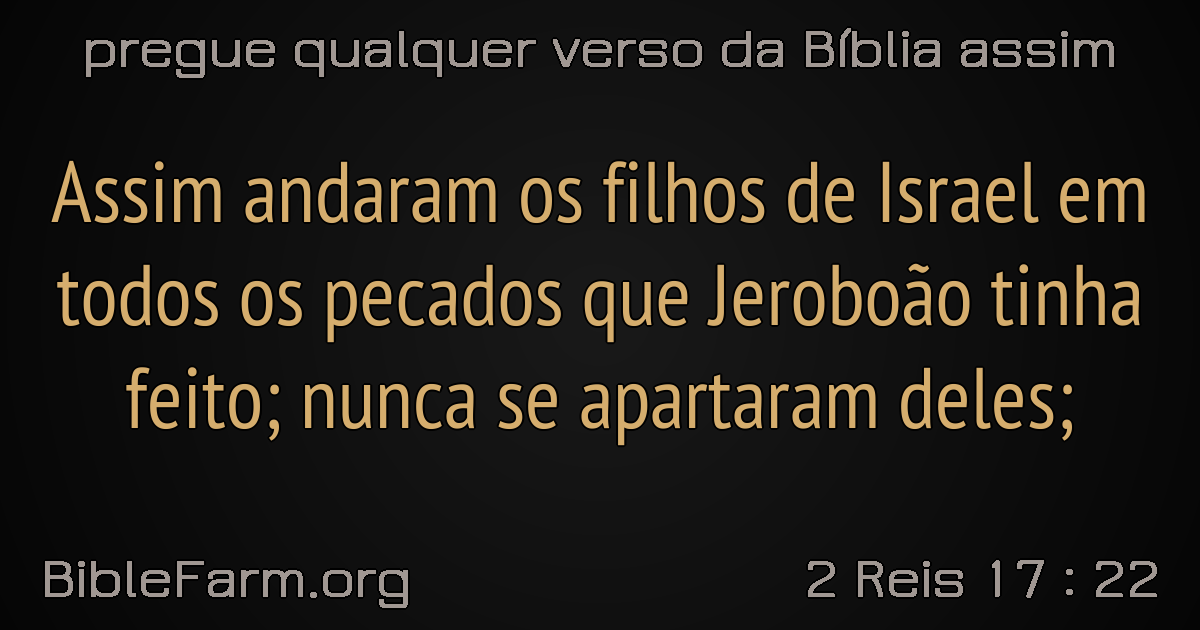 pregue qualquer verso da Bíblia assim
Assim andaram os filhos de Israel em
todos os pecados que Jeroboão tinha
feito; nunca se apartaram deles;
BibleFarm.org
2 Reis 17 : 22